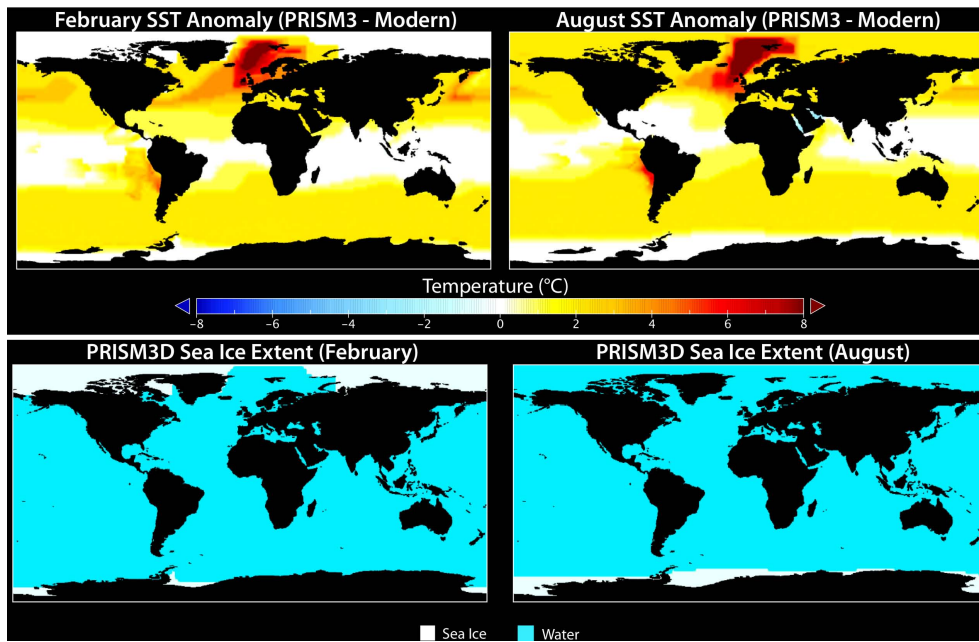 February SST Anomaly (PRISM3 - Modern)
August SST Anomaly (PRISM3 - Modern)
Temperature (°C)
−8 −6 −4 −2 0 2 4 6 8
PRISM3D Sea Ice Extent (February)
PRISM3D Sea Ice Extent (August)
Sea Ice
Water